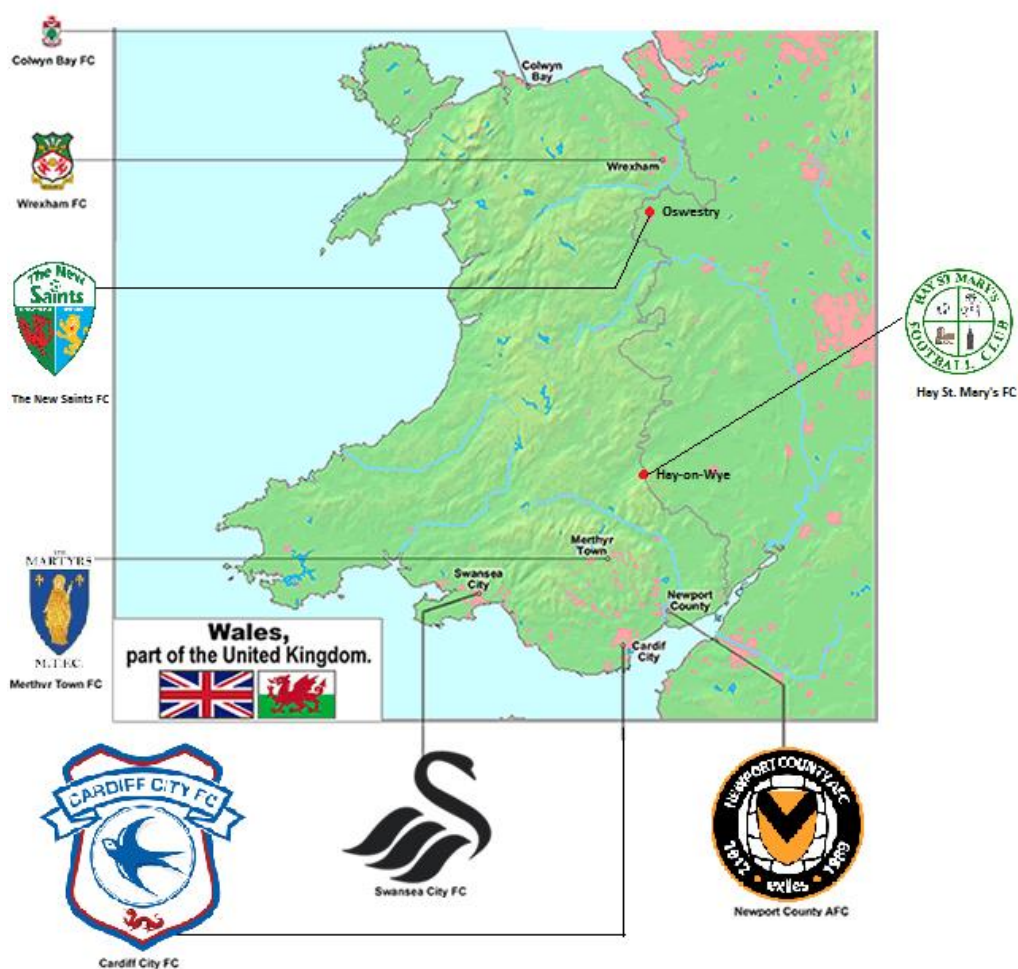 Colwyn Bay FC
Colwyn
Bay
Wrexham FC
Wrexham
Oswestry
The New
Saints
The New Saints FC
HAY ST MARY'S
FOOTBALL CLUB
Hay St. Mary's FC
Hay-on-Wye
THE
MARTYRS
M.T.F.C.
Merthyr Town FC
Merthyr
Town
Swansea
City
Newport
County
Cardif
City
Wales,
part of the United Kingdom.
CARDIFF CITY FC
Cardiff City FC
Swansea City FC
NEWPORT COUNTY AFC
1912 exiles 1989
Newport County AFC